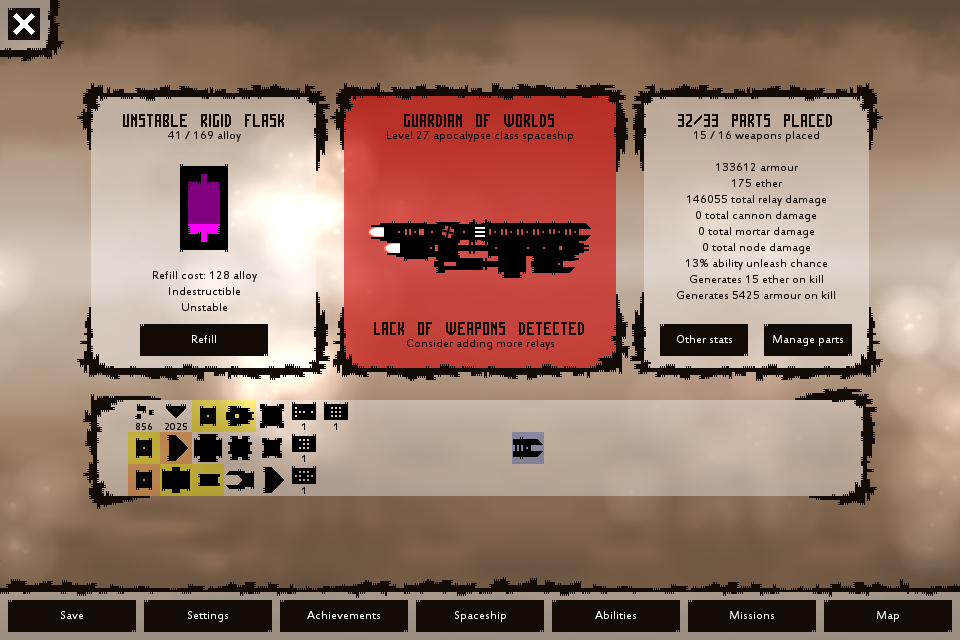 UNSTABLE RIGID FLASK
41 / 169 alloy
Refill cost: 128 alloy
Indestructible
Unstable
Refill
GUARDIAN OF WORLDS
Level 27 apocalypse class spaceship
LACK OF WEAPONS DETECTED
Consider adding more relays
32/33 PARTS PLACED
15 / 16 weapons placed
133612 armour
175 ether
146055 total relay damage
0 total cannon damage
0 total mortar damage
0 total node damage
13% ability unleash chance
Generates 15 ether on kill
Generates 5425 armour on kill
Other stats
Manage parts
856
2025
1
1
1
1
Save
Settings
Achievements
Spaceship
Abilities
Missions
Map